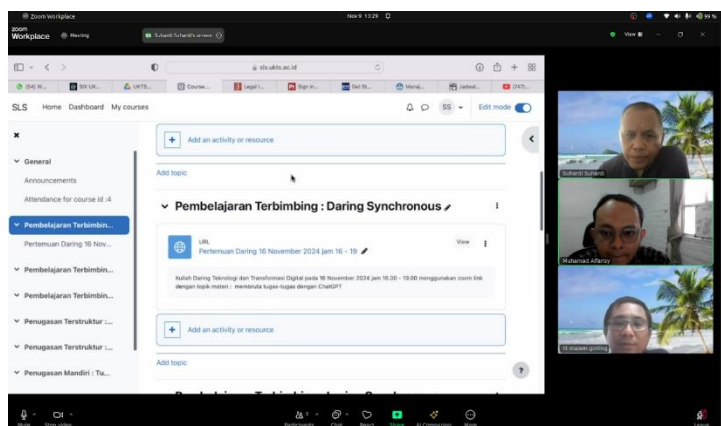 Zoom Workplace
Nov 9 13:29
99 %
zoom
Workplace
Meeting
Suhardi Suhardi's screen
View
sls.ukts.ac.id
Course...
Legal I...
Sign In...
Get St...
Manaj...
Jadwal...
SLS Home Dashboard My courses
SS
Edit mode
Add an activity or resource
General
Add topic
Announcements
Attendance for course id :4
Pembelajaran Terbimbing : Daring Synchronous
Pembelajaran Terbimbin...
Pertemuan Daring 16 Nov...
URL
Pertemuan Daring 16 November 2024 jam 16 - 19
View
Kuliah Daring Teknologi dan Transformasi Digital pada 16 November 2024 jam 16.00 - 19.00 menggunakan zoom link
dengan topik materi : membruta tugas-tugas dengan ChatGPT
Pembelajaran Terbimbin...
Pembelajaran Terbimbin...
Penugasan Terstruktur :...
Add an activity or resource
Penugasan Terstruktur :...
Add topic
Penugasan Mandiri : Tu...
?
Suhardi Suhardi
Muhamad Alfarisy
Mute
Stop video
Participants
Chat
React
Share
AI Companion
More
Leave